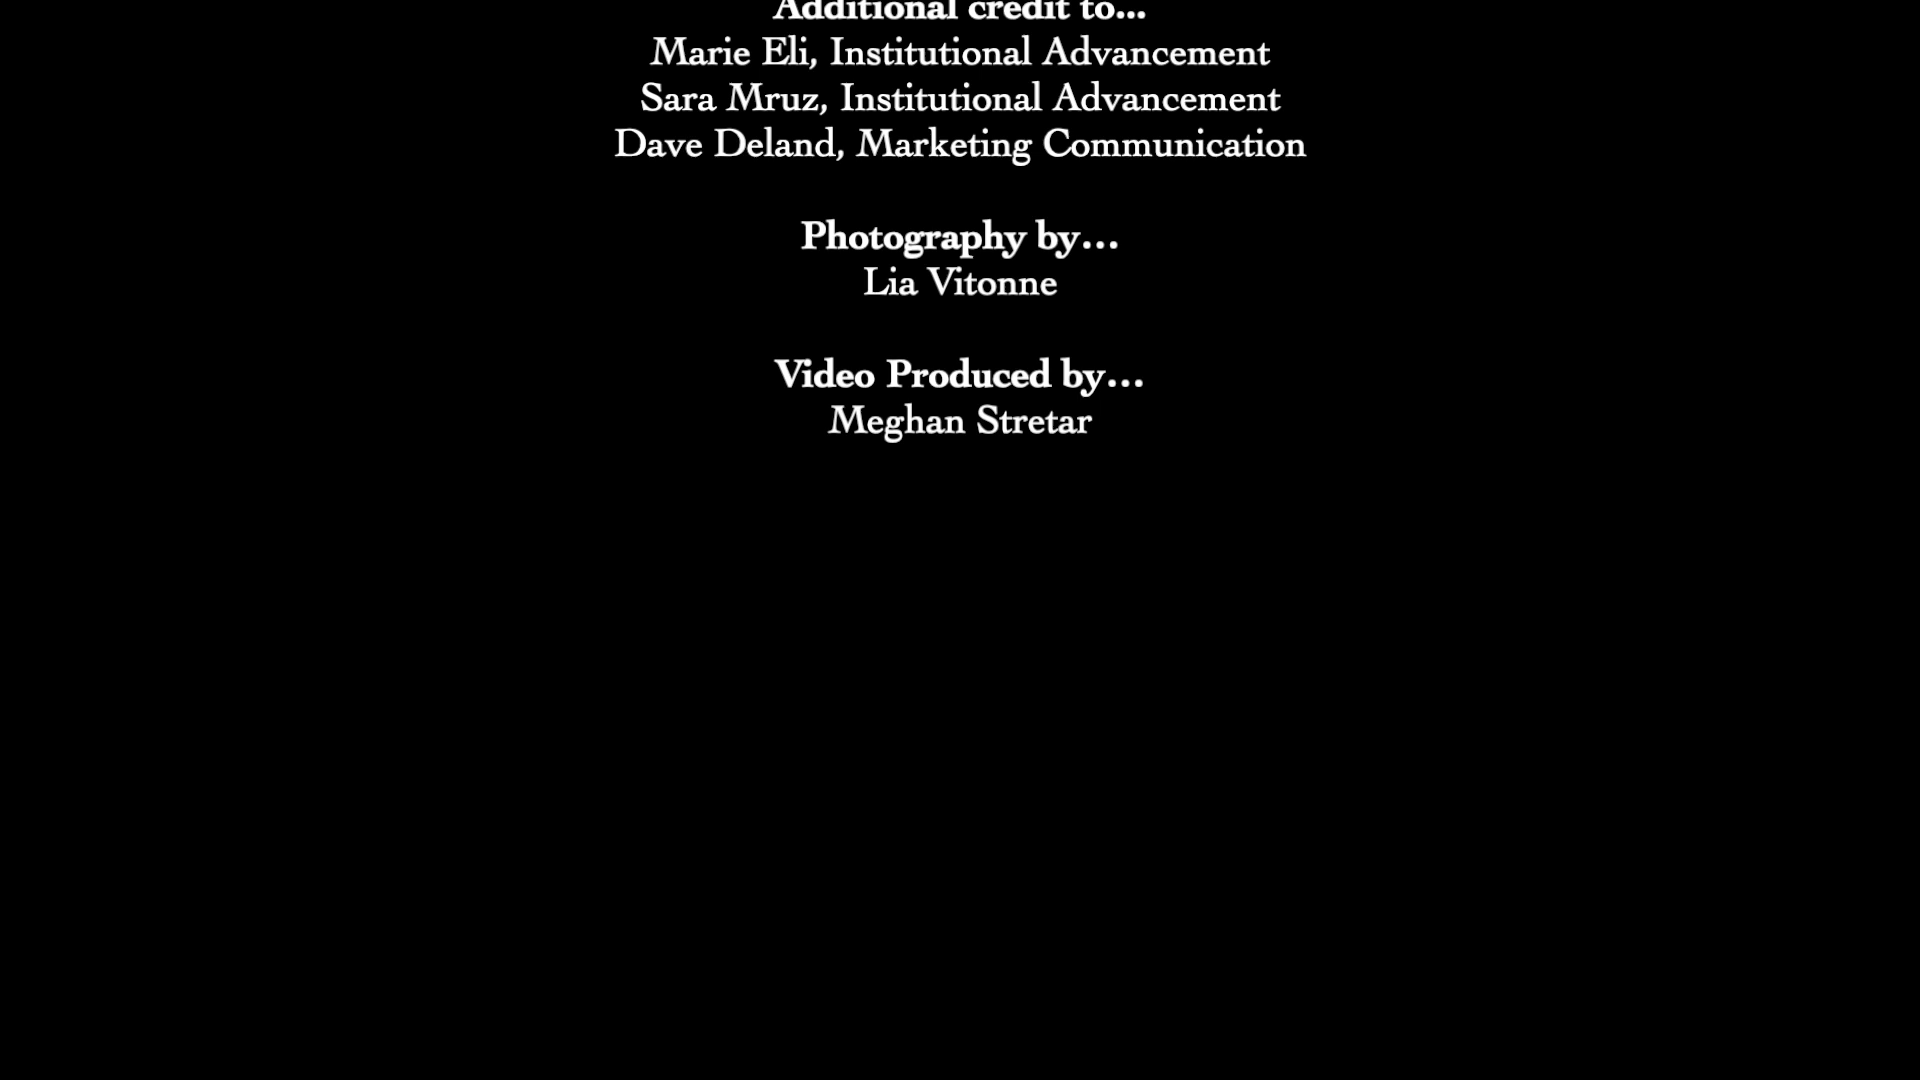 Additional credit to...
Marie Eli, Institutional Advancement
Sara Mruz, Institutional Advancement
Dave Deland, Marketing Communication
Photography by…
Lia Vitonne
Video Produced by…
Meghan Stretar